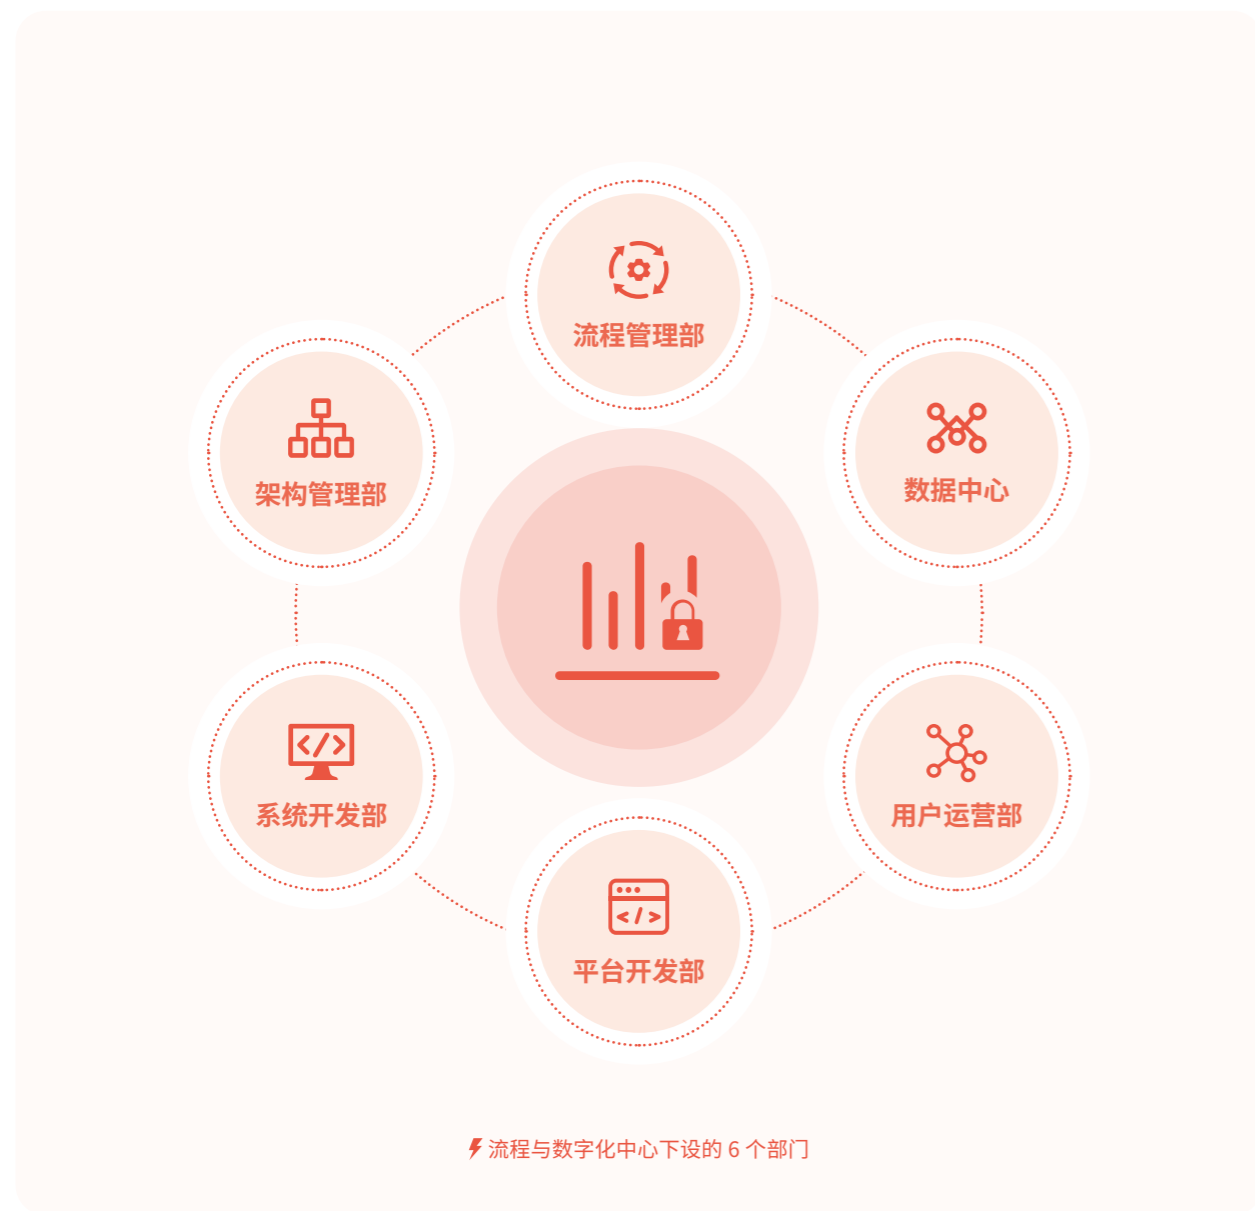 流程管理部
架构管理部
数据中心
系统开发部
用户运营部
平台开发部
流程与数字化中心下设的 6 个部门